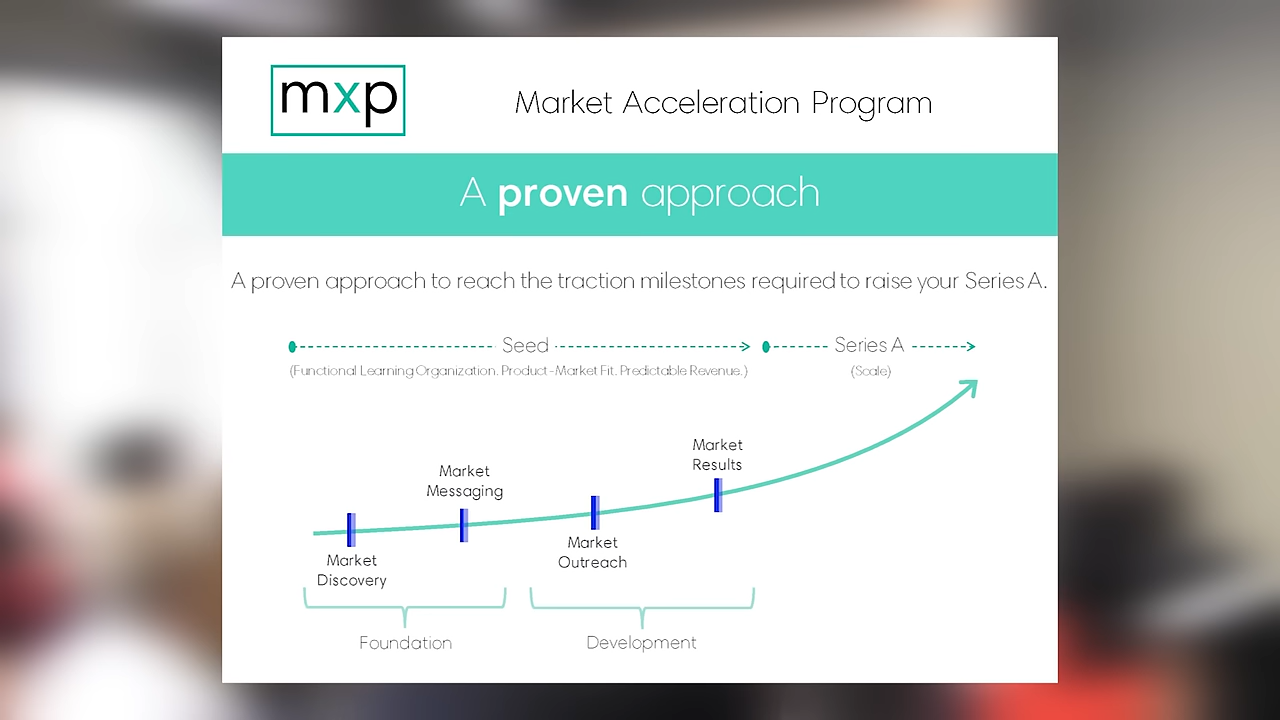 mxp
Market Acceleration Program
A proven approach
A proven approach to reach the traction milestones required to raise your Series A.
Seed
Series A
(Functional Learning Organization. Product-Market Fit. Predictable Revenue.)
(Scale)
Market
Results
Market
Messaging
Market
Outreach
Market
Discovery
Foundation
Development